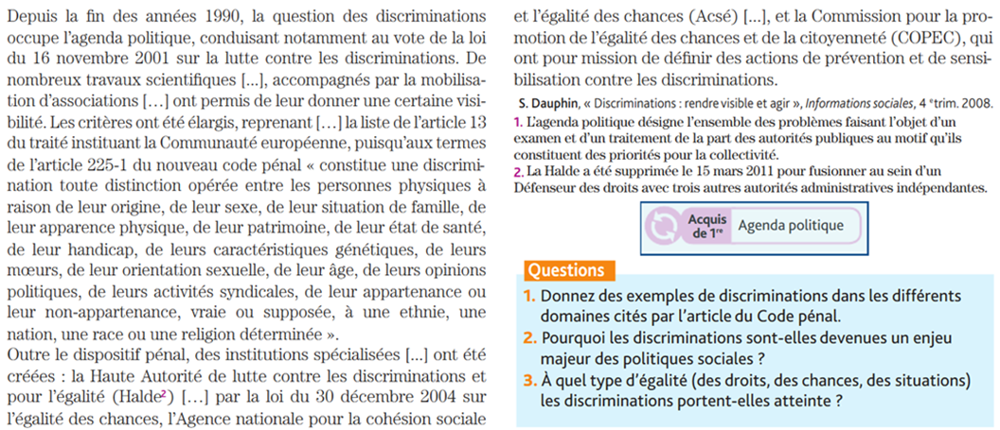 Depuis la fin des années 1990, la question des discriminations
occupe l’agenda politique, conduisant notamment au vote de la loi
du 16 novembre 2001 sur la lutte contre les discriminations. De
nombreux travaux scientifiques [...], accompagnés par la mobilisa-
tion d’associations [...] ont permis de leur donner une certaine visi-
bilité. Les critères ont été élargis, reprenant [...] la liste de l’article 13
du traité instituant la Communauté européenne, puisqu’aux termes
de l’article 225-1 du nouveau code pénal « constitue une discrimi-
nation toute distinction opérée entre les personnes physiques à
raison de leur origine, de leur sexe, de leur situation de famille, de
leur apparence physique, de leur patrimoine, de leur état de santé,
de leur handicap, de leurs caractéristiques génétiques, de leurs
mœurs, de leur orientation sexuelle, de leur âge, de leurs opinions
politiques, de leurs activités syndicales, de leur appartenance ou
leur non-appartenance, vraie ou supposée, à une ethnie, une
nation, une race ou une religion déterminée ».
Outre le dispositif pénal, des institutions spécialisées [...] ont été
créées : la Haute Autorité de lutte contre les discriminations et
pour l’égalité (Halde²) [...] par la loi du 30 décembre 2004 sur
l’égalité des chances, l’Agence nationale pour la cohésion sociale
et l’égalité des chances (Acsé) [...], et la Commission pour la pro-
motion de l’égalité des chances et de la citoyenneté (COPEC), qui
ont pour mission de définir des actions de prévention et de sensi-
bilisation contre les discriminations.
S. Dauphin, « Discriminations : rendre visible et agir », Informations sociales, 4 ᵉtrim. 2008.
1. L’agenda politique désigne l’ensemble des problèmes faisant l’objet d’un
examen et d’un traitement de la part des autorités publiques au motif qu’ils
constituent des priorités pour la collectivité.
2. La Halde a été supprimée le 15 mars 2011 pour fusionner au sein d’un
Défenseur des droits avec trois autres autorités administratives indépendantes.
Acquis
de 1ʳᵉ
Agenda politique
Questions
1. Donnez des exemples de discriminations dans les différents
domaines cités par l’article du Code pénal.
2. Pourquoi les discriminations sont-elles devenues un enjeu
majeur des politiques sociales ?
3. À quel type d’égalité (des droits, des chances, des situations)
les discriminations portent-elles atteinte ?